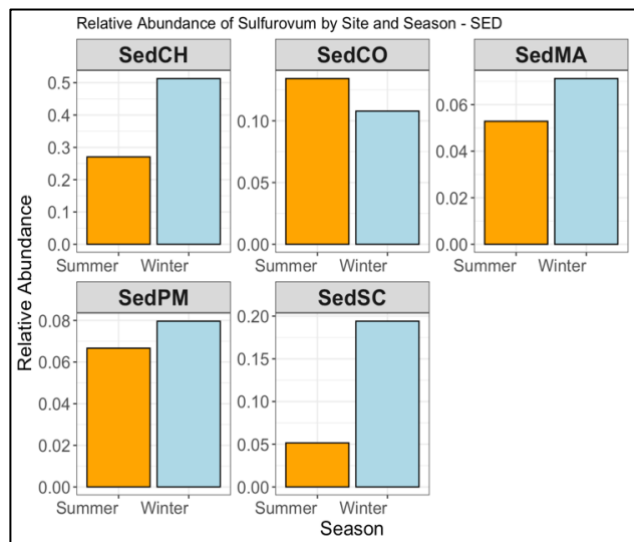 Relative Abundance of Sulfurovum by Site and Season - SED
SedCH
SedCO
SedMA
0.5
0.4
0.3
0.2
0.1
0.0
0.10
0.05
0.00
0.06
0.04
0.02
0.00
Summer Winter
Summer Winter
Summer Winter
SedPM
SedSC
0.08
0.06
0.04
0.02
0.00
0.20
0.15
0.10
0.05
0.00
Summer Winter
Summer Winter
Relative Abundance
Season